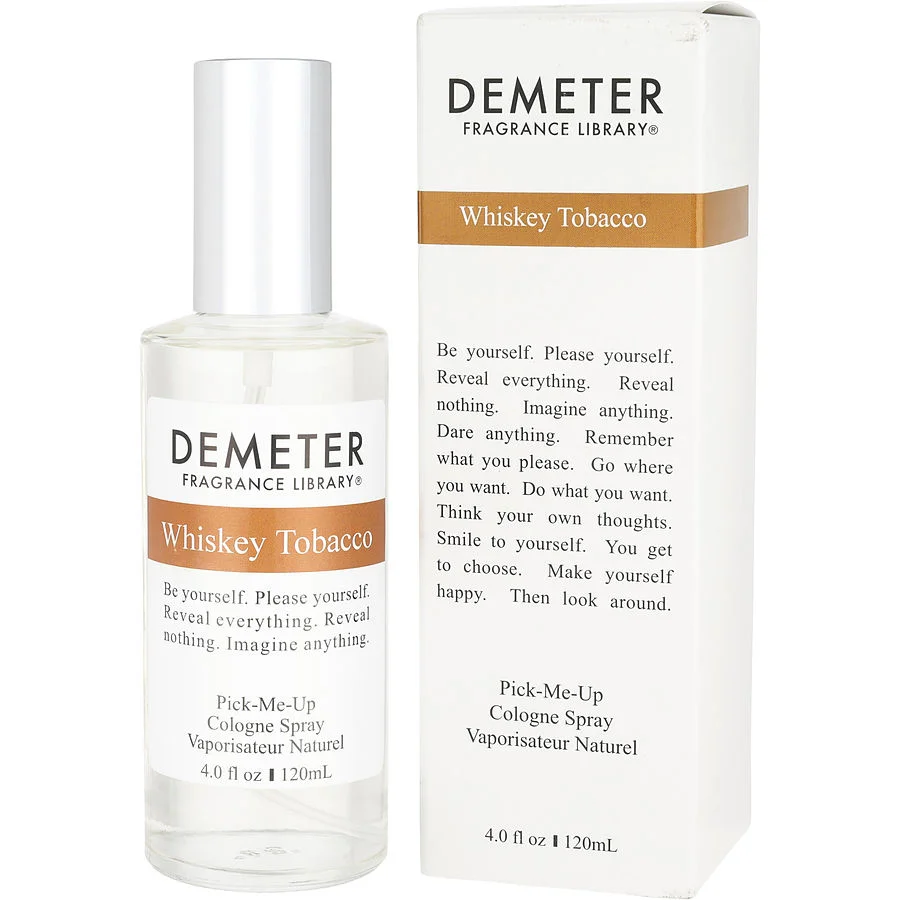 DEMETER
FRAGRANCE LIBRARY®
Whiskey Tobacco
Be yourself. Please yourself.
Reveal everything. Reveal
nothing. Imagine anything.
Pick-Me-Up
Cologne Spray
Vaporisateur Naturel
4.0 fl oz ❙ 120mL
DEMETER
FRAGRANCE LIBRARY®
Whiskey Tobacco
Be yourself. Please yourself.
Reveal everything. Reveal
nothing. Imagine anything.
Dare anything. Remember
what you please. Go where
you want. Do what you want.
Think your own thoughts.
Smile to yourself. You get
to choose. Make yourself
happy. Then look around.
Pick-Me-Up
Cologne Spray
Vaporisateur Naturel
4.0 fl oz ❙ 120mL